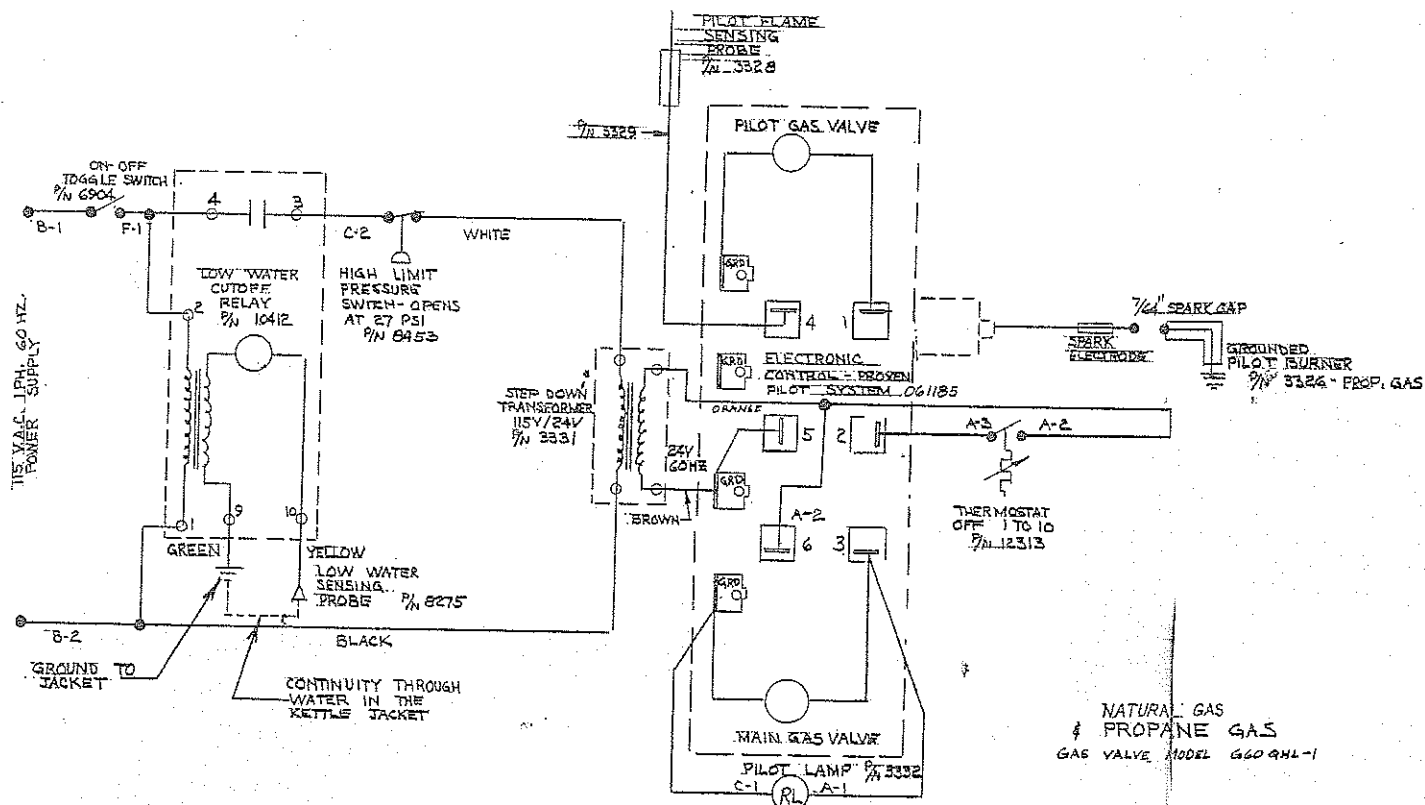 PILOT FLAME
SENSING
PROBE
P/N 3328
P/N 3329
PILOT GAS VALVE
ON-OFF
TOGGLE SWITCH
P/N 6904
B-1
F-1
4
3
C-2
WHITE
LOW WATER
CUTOFF
RELAY
P/N 10412
2
HIGH LIMIT
PRESSURE
SWITCH- OPENS
AT 27 PSI
P/N 8453
115 V.A.C. 1 PH. 60 HZ.
POWER SUPPLY
GRD
4
1
7/64" SPARK GAP
SPARK
ELECTRODE
GROUNDED
PILOT BURNER
P/N 3326 - PROP. GAS
GRD
ELECTRONIC
CONTROL - PROVEN
PILOT SYSTEM 061185
STEP DOWN
TRANSFORMER
115V/24V
P/N 3331
ORANGE
5
2
A-3
A-2
24V
60HZ
GRD
BROWN
A-2
6
3
THERMOSTAT
OFF 1 TO 10
P/N 12313
1
9
10
GREEN
YELLOW
LOW WATER
SENSING
PROBE P/N 8275
GRD
B-2
BLACK
GROUND TO
JACKET
CONTINUITY THROUGH
WATER IN THE
KETTLE JACKET
MAIN GAS VALVE
PILOT LAMP P/N 3332
C-1
RL
A-1
NATURAL GAS
& PROPANE GAS
GAS VALVE MODEL G60QHL-1